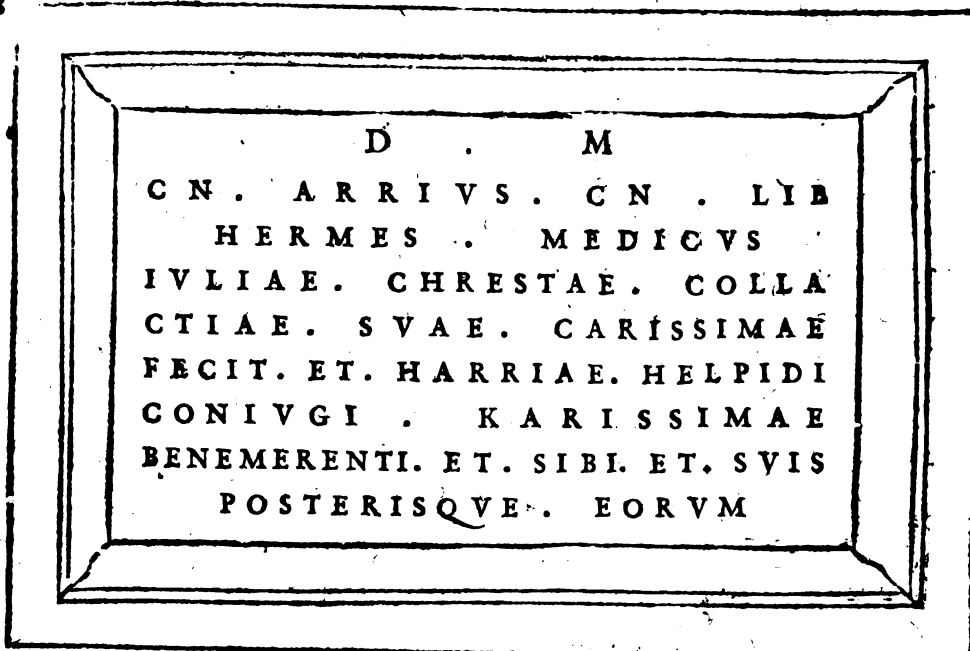 D . M
CN . ARRIVS . CN . LIB
HERMES . MEDICVS
IVLIAE . CHRESTAE . COLLA
CTIAE . SVAE . CARISSIMAE
FECIT . ET . HARRIAE . HELPIDI
CONIVGI . KARISSIMAE
BENEMERENTI . ET . SIBI . ET . SVIS
POSTERISQVE . EORVM